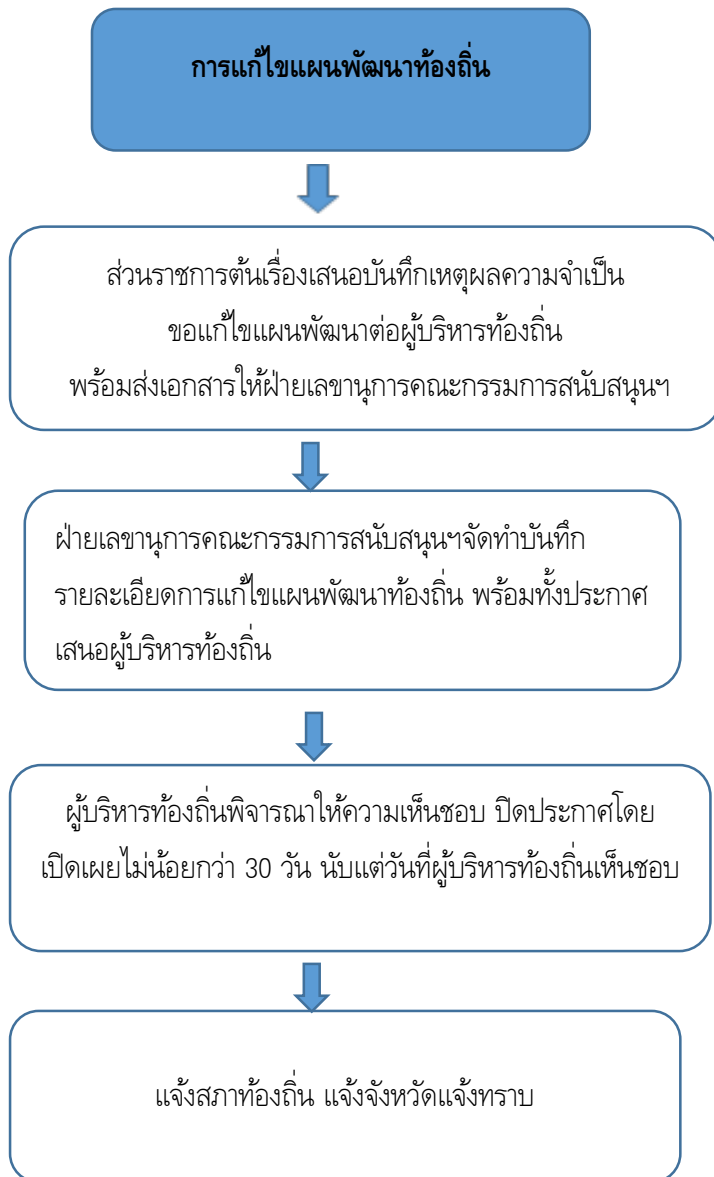 การแก้ไขแผนพัฒนาท้องถิ่น
ส่วนราชการต้นเรื่องเสนอบันทึกเหตุผลความจำเป็น
ขอแก้ไขแผนพัฒนาต่อผู้บริหารท้องถิ่น
พร้อมส่งเอกสารให้ฝ่ายเลขานุการคณะกรรมการสนับสนุนฯ
ฝ่ายเลขานุการคณะกรรมการสนับสนุนฯจัดทำบันทึก
รายละเอียดการแก้ไขแผนพัฒนาท้องถิ่น พร้อมทั้งประกาศ
เสนอผู้บริหารท้องถิ่น
ผู้บริหารท้องถิ่นพิจารณาให้ความเห็นชอบ ปิดประกาศโดย
เปิดเผยไม่น้อยกว่า 30 วัน นับแต่วันที่ผู้บริหารท้องถิ่นเห็นชอบ
แจ้งสภาท้องถิ่น แจ้งจังหวัดแจ้งทราบ